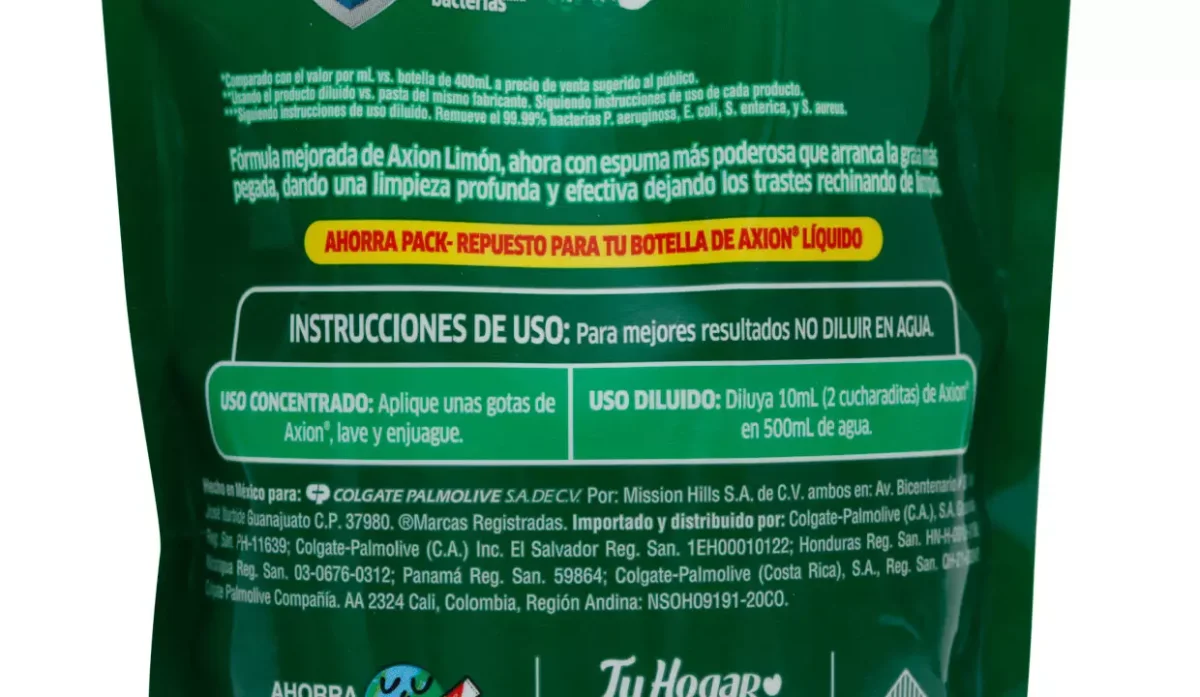 bacterias
*Comparado con el valor por mL vs. botella de 400mL a precio de venta sugerido al público.
**Usando el producto diluido vs. pasta del mismo fabricante. Siguiendo instrucciones de uso de cada producto.
***Siguiendo instrucciones de uso diluido. Remueve el 99.99% bacterias P. aeruginosa, E. coli, S. enterica, y S. aureus.
Fórmula mejorada de Axion Limón, ahora con espuma más poderosa que arranca la grasa más
pegada, dando una limpieza profunda y efectiva dejando los trastes rechinando de limpio.
AHORRA PACK- REPUESTO PARA TU BOTELLA DE AXION® LÍQUIDO
INSTRUCCIONES DE USO: Para mejores resultados NO DILUIR EN AGUA.
USO CONCENTRADO: Aplique unas gotas de
Axion®, lave y enjuague.
USO DILUIDO: Diluya 10mL (2 cucharaditas) de Axion®
en 500mL de agua.
Hecho en México para: COLGATE PALMOLIVE S.A. DE C.V. Por: Mission Hills S.A. de C.V. ambos en: Av. Bicentenario
José Iturbide Guanajuato C.P. 37980. ®Marcas Registradas. Importado y distribuido por: Colgate-Palmolive (C.A.), S.A.
Reg. San. PH-11639; Colgate-Palmolive (C.A.) Inc. El Salvador Reg. San. 1EH00010122; Honduras Reg. San.
Nicaragua Reg. San. 03-0676-0312; Panamá Reg. San. 59864; Colgate-Palmolive (Costa Rica), S.A., Reg. San.
Palmolive Compañía. AA 2324 Cali, Colombia, Región Andina: NSOH09191-20CO.
AHORRA
Tu Hogar